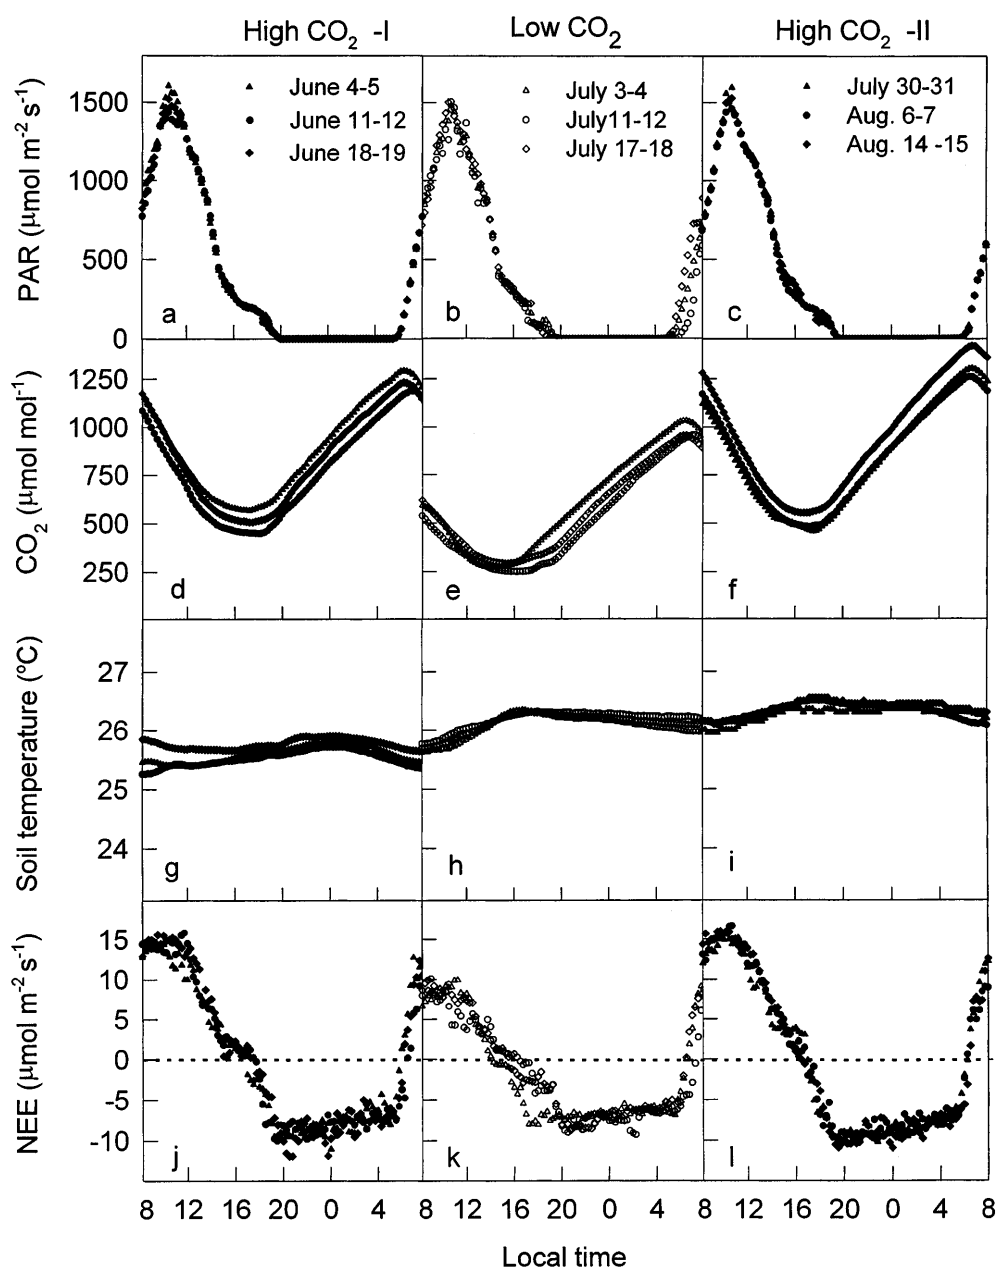 High CO₂ -I
Low CO₂
High CO₂ -II
PAR (μmol m⁻² s⁻¹)
1500
1000
500
0
June 4-5
June 11-12
June 18-19
a
July 3-4
July11-12
July 17-18
b
July 30-31
Aug. 6-7
Aug. 14 -15
c
CO₂ (μmol mol⁻¹)
1250
1000
750
500
250
d
e
f
Soil temperature (ºC)
27
26
25
24
g
h
i
NEE (μmol m⁻² s⁻¹)
15
10
5
0
-5
-10
j
k
l
8 12 16 20 0 4 8 12 16 20 0 4 8 12 16 20 0 4 8
Local time